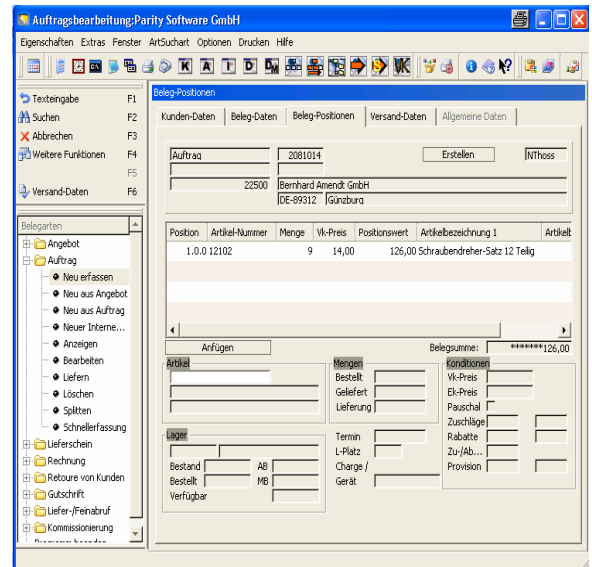 Auftragsbearbeitung:Parity Software GmbH
Eigenschaften Extras Fenster ArtSuchart Optionen Drucken Hilfe
K A I D DM VK
Texteingabe F1
Suchen F2
Abbrechen F3
Weitere Funktionen F4
F5
Versand-Daten F6
Belegarten
Angebot
Auftrag
Neu erfassen
Neu aus Angebot
Neu aus Auftrag
Neuer Interne...
Anzeigen
Bearbeiten
Liefern
Löschen
Splitten
Schnellerfassung
Lieferschein
Rechnung
Retoure von Kunden
Gutschrift
Liefer-/Feinabruf
Kommissionierung
Beleg-Positionen
Kunden-Daten Beleg-Daten Beleg-Positionen Versand-Daten Allgemeine Daten
Auftrag 2081014 Erstellen NThoss
22500 Bernhard Amendt GmbH
DE-89312 Günzburg
Position Artikel-Nummer Menge Vk-Preis Positionswert Artikelbezeichnung 1 Artikelb
1.0.0 12102 9 14,00 126,00 Schraubendreher-Satz 12 Teilig
Anfügen Belegsumme: *******126,00
Artikel Mengen Konditionen
Bestellt Vk-Preis
Geliefert Ek-Preis
Lieferung Pauschal
Zuschläge
Lager Termin Rabatte
L-Platz Zu-/Ab...
Bestand AB Charge / Provision
Bestellt MB Gerät
Verfügbar